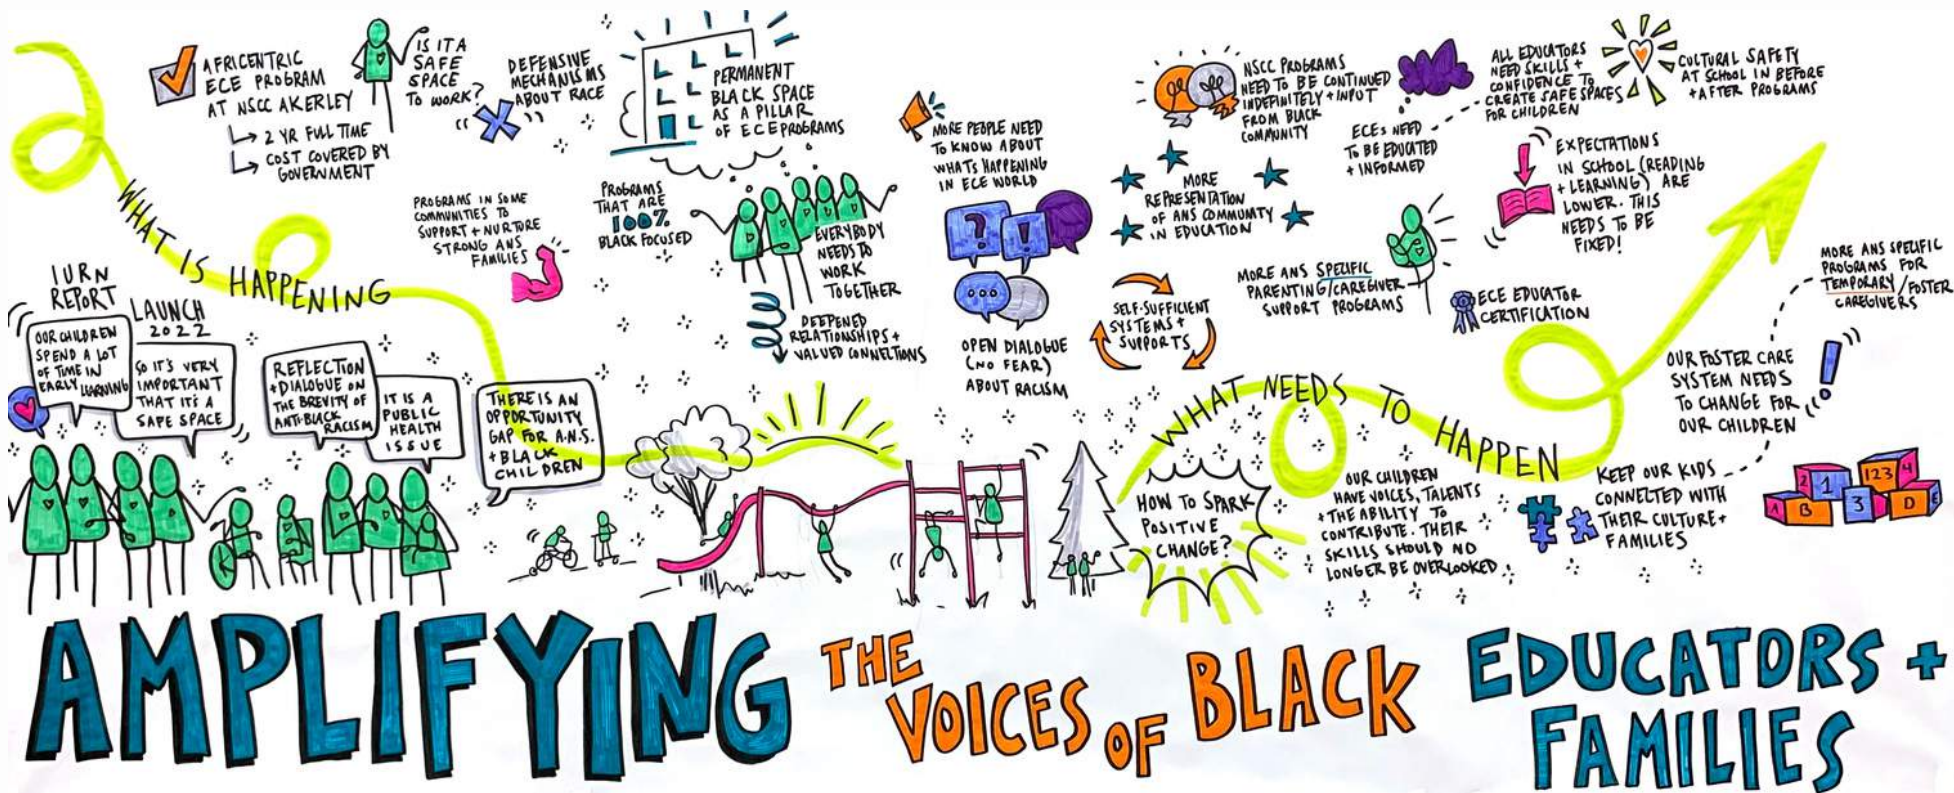 AFRICENTRIC
ECE PROGRAM
AT NSCC AKERLEY
2 YR FULL TIME
COST COVERED BY
GOVERNMENT
IS IT A
SAFE
SPACE
TO WORK?
DEFENSIVE
MECHANISMS
ABOUT RACE
PERMANENT
BLACK SPACE
AS A PILLAR
OF ECE PROGRAMS
WHAT IS HAPPENING
PROGRAMS IN SOME
COMMUNITIES TO
SUPPORT + NURTURE
STRONG ANS
FAMILIES
PROGRAMS
THAT ARE
100%
BLACK FOCUSED
EVERYBODY
NEEDS TO
WORK
TOGETHER
DEEPENED
RELATIONSHIPS +
VALUED CONNECTIONS
IURN
REPORT
LAUNCH
2022
OUR CHILDREN
SPEND A LOT
OF TIME IN
EARLY LEARNING
SO IT'S VERY
IMPORTANT
THAT IT'S A
SAFE SPACE
REFLECTION
+ DIALOGUE ON
THE BREVITY OF
ANTI-BLACK
RACISM
IT IS A
PUBLIC
HEALTH
ISSUE
THERE IS AN
OPPORTUNITY
GAP FOR A.N.S.
+ BLACK
CHILDREN
MORE PEOPLE NEED
TO KNOW ABOUT
WHATS HAPPENING
IN ECE WORLD
?
!
OPEN DIALOGUE
(NO FEAR)
ABOUT RACISM
NSCC PROGRAMS
NEED TO BE CONTINUED
INDEFINITELY + INPUT
FROM BLACK
COMMUNITY
MORE
REPRESENTATION
OF ANS COMMUNITY
IN EDUCATION
SELF-SUFFICIENT
SYSTEMS +
SUPPORTS
ECEs NEED
TO BE EDUCATED
+ INFORMED
ALL EDUCATORS
NEED SKILLS +
CONFIDENCE TO
CREATE SAFE SPACES
FOR CHILDREN
CULTURAL SAFETY
AT SCHOOL IN BEFORE
+ AFTER PROGRAMS
EXPECTATIONS
IN SCHOOL (READING
+ LEARNING) ARE
LOWER. THIS
NEEDS TO BE
FIXED!
MORE ANS SPECIFIC
PARENTING/CAREGIVER
SUPPORT PROGRAMS
ECE EDUCATOR
CERTIFICATION
MORE ANS SPECIFIC
PROGRAMS FOR
TEMPORARY/FOSTER
CAREGIVERS
OUR FOSTER CARE
SYSTEM NEEDS
TO CHANGE FOR
OUR CHILDREN
!
WHAT NEEDS TO HAPPEN
HOW TO SPARK
POSITIVE
CHANGE?
OUR CHILDREN
HAVE VOICES, TALENTS
+ THE ABILITY TO
CONTRIBUTE. THEIR
SKILLS SHOULD NO
LONGER BE OVERLOOKED
KEEP OUR KIDS
CONNECTED WITH
THEIR CULTURE +
FAMILIES
2 1 123 4
A B 3 D E
AMPLIFYING
THE
VOICES OF BLACK
EDUCATORS +
FAMILIES